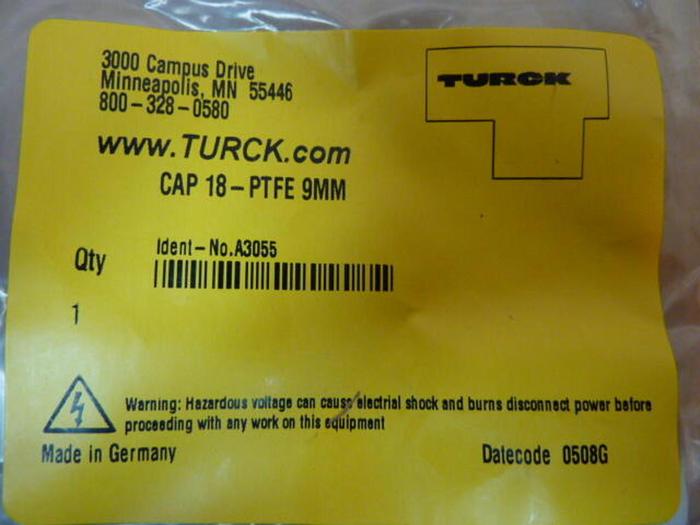 3000 Campus Drive
Minneapolis, MN 55446
800-328-0580
TURCK
www.TURCK.com
CAP 18-PTFE 9MM
Ident-No.A3055
Qty
1
Warning: Hazardous voltage can cause electrial shock and burns disconnect power before
proceeding with any work on this equipment
Made in Germany
Datecode 0508G